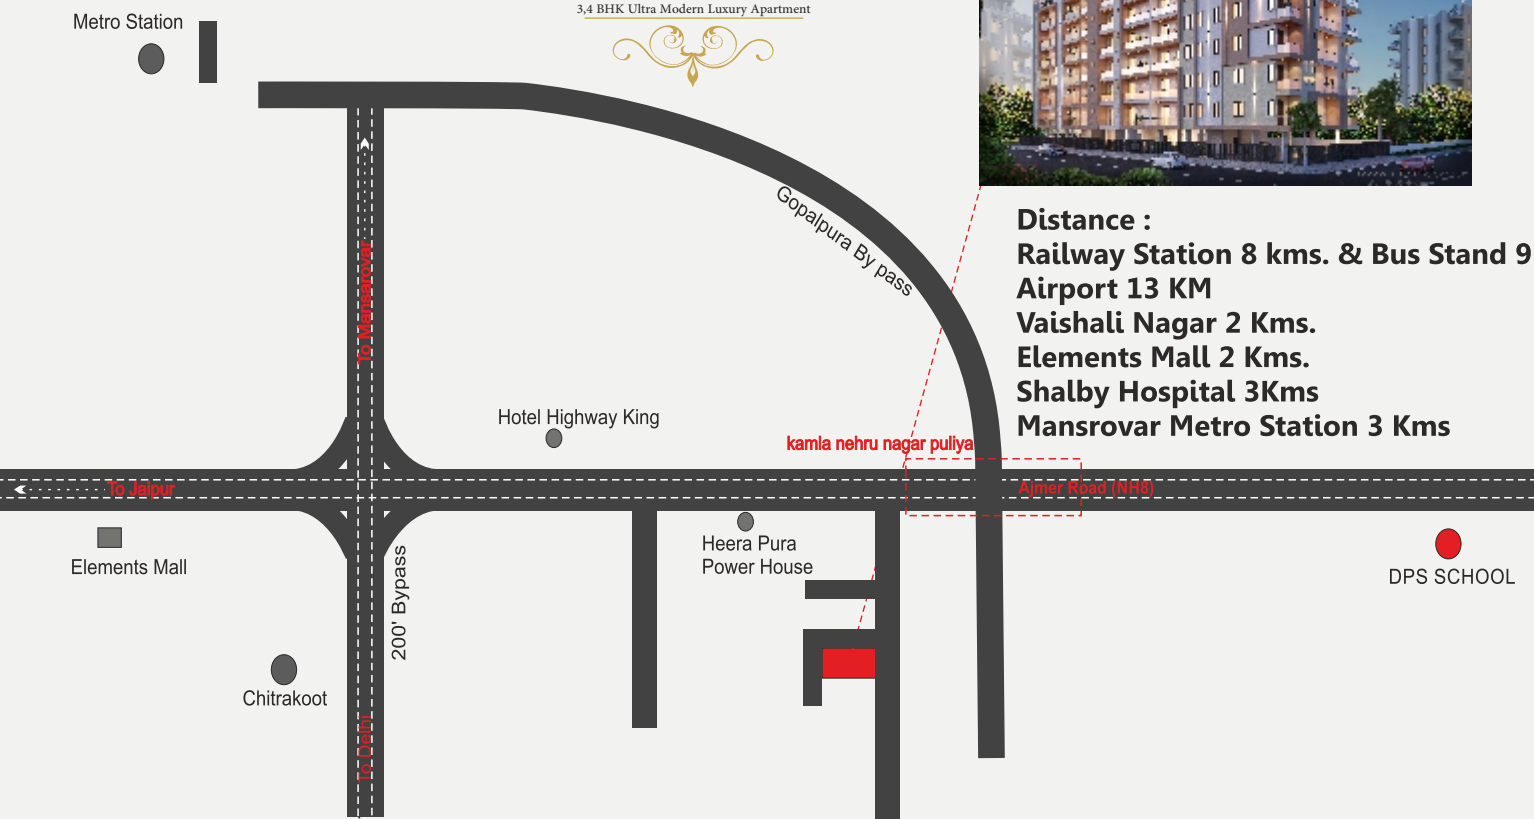 3,4 BHK Ultra Modern Luxury Apartment
Metro Station
Gopalpura By pass
To Mansarovar
Distance :
Railway Station 8 kms. & Bus Stand 9
Airport 13 KM
Vaishali Nagar 2 Kms.
Elements Mall 2 Kms.
Shalby Hospital 3Kms
Mansrovar Metro Station 3 Kms
Hotel Highway King
kamla nehru nagar puliya
To Jaipur
Ajmer Road (NH8)
Elements Mall
Heera Pura
Power House
DPS SCHOOL
200' Bypass
Chitrakoot
To Delhi